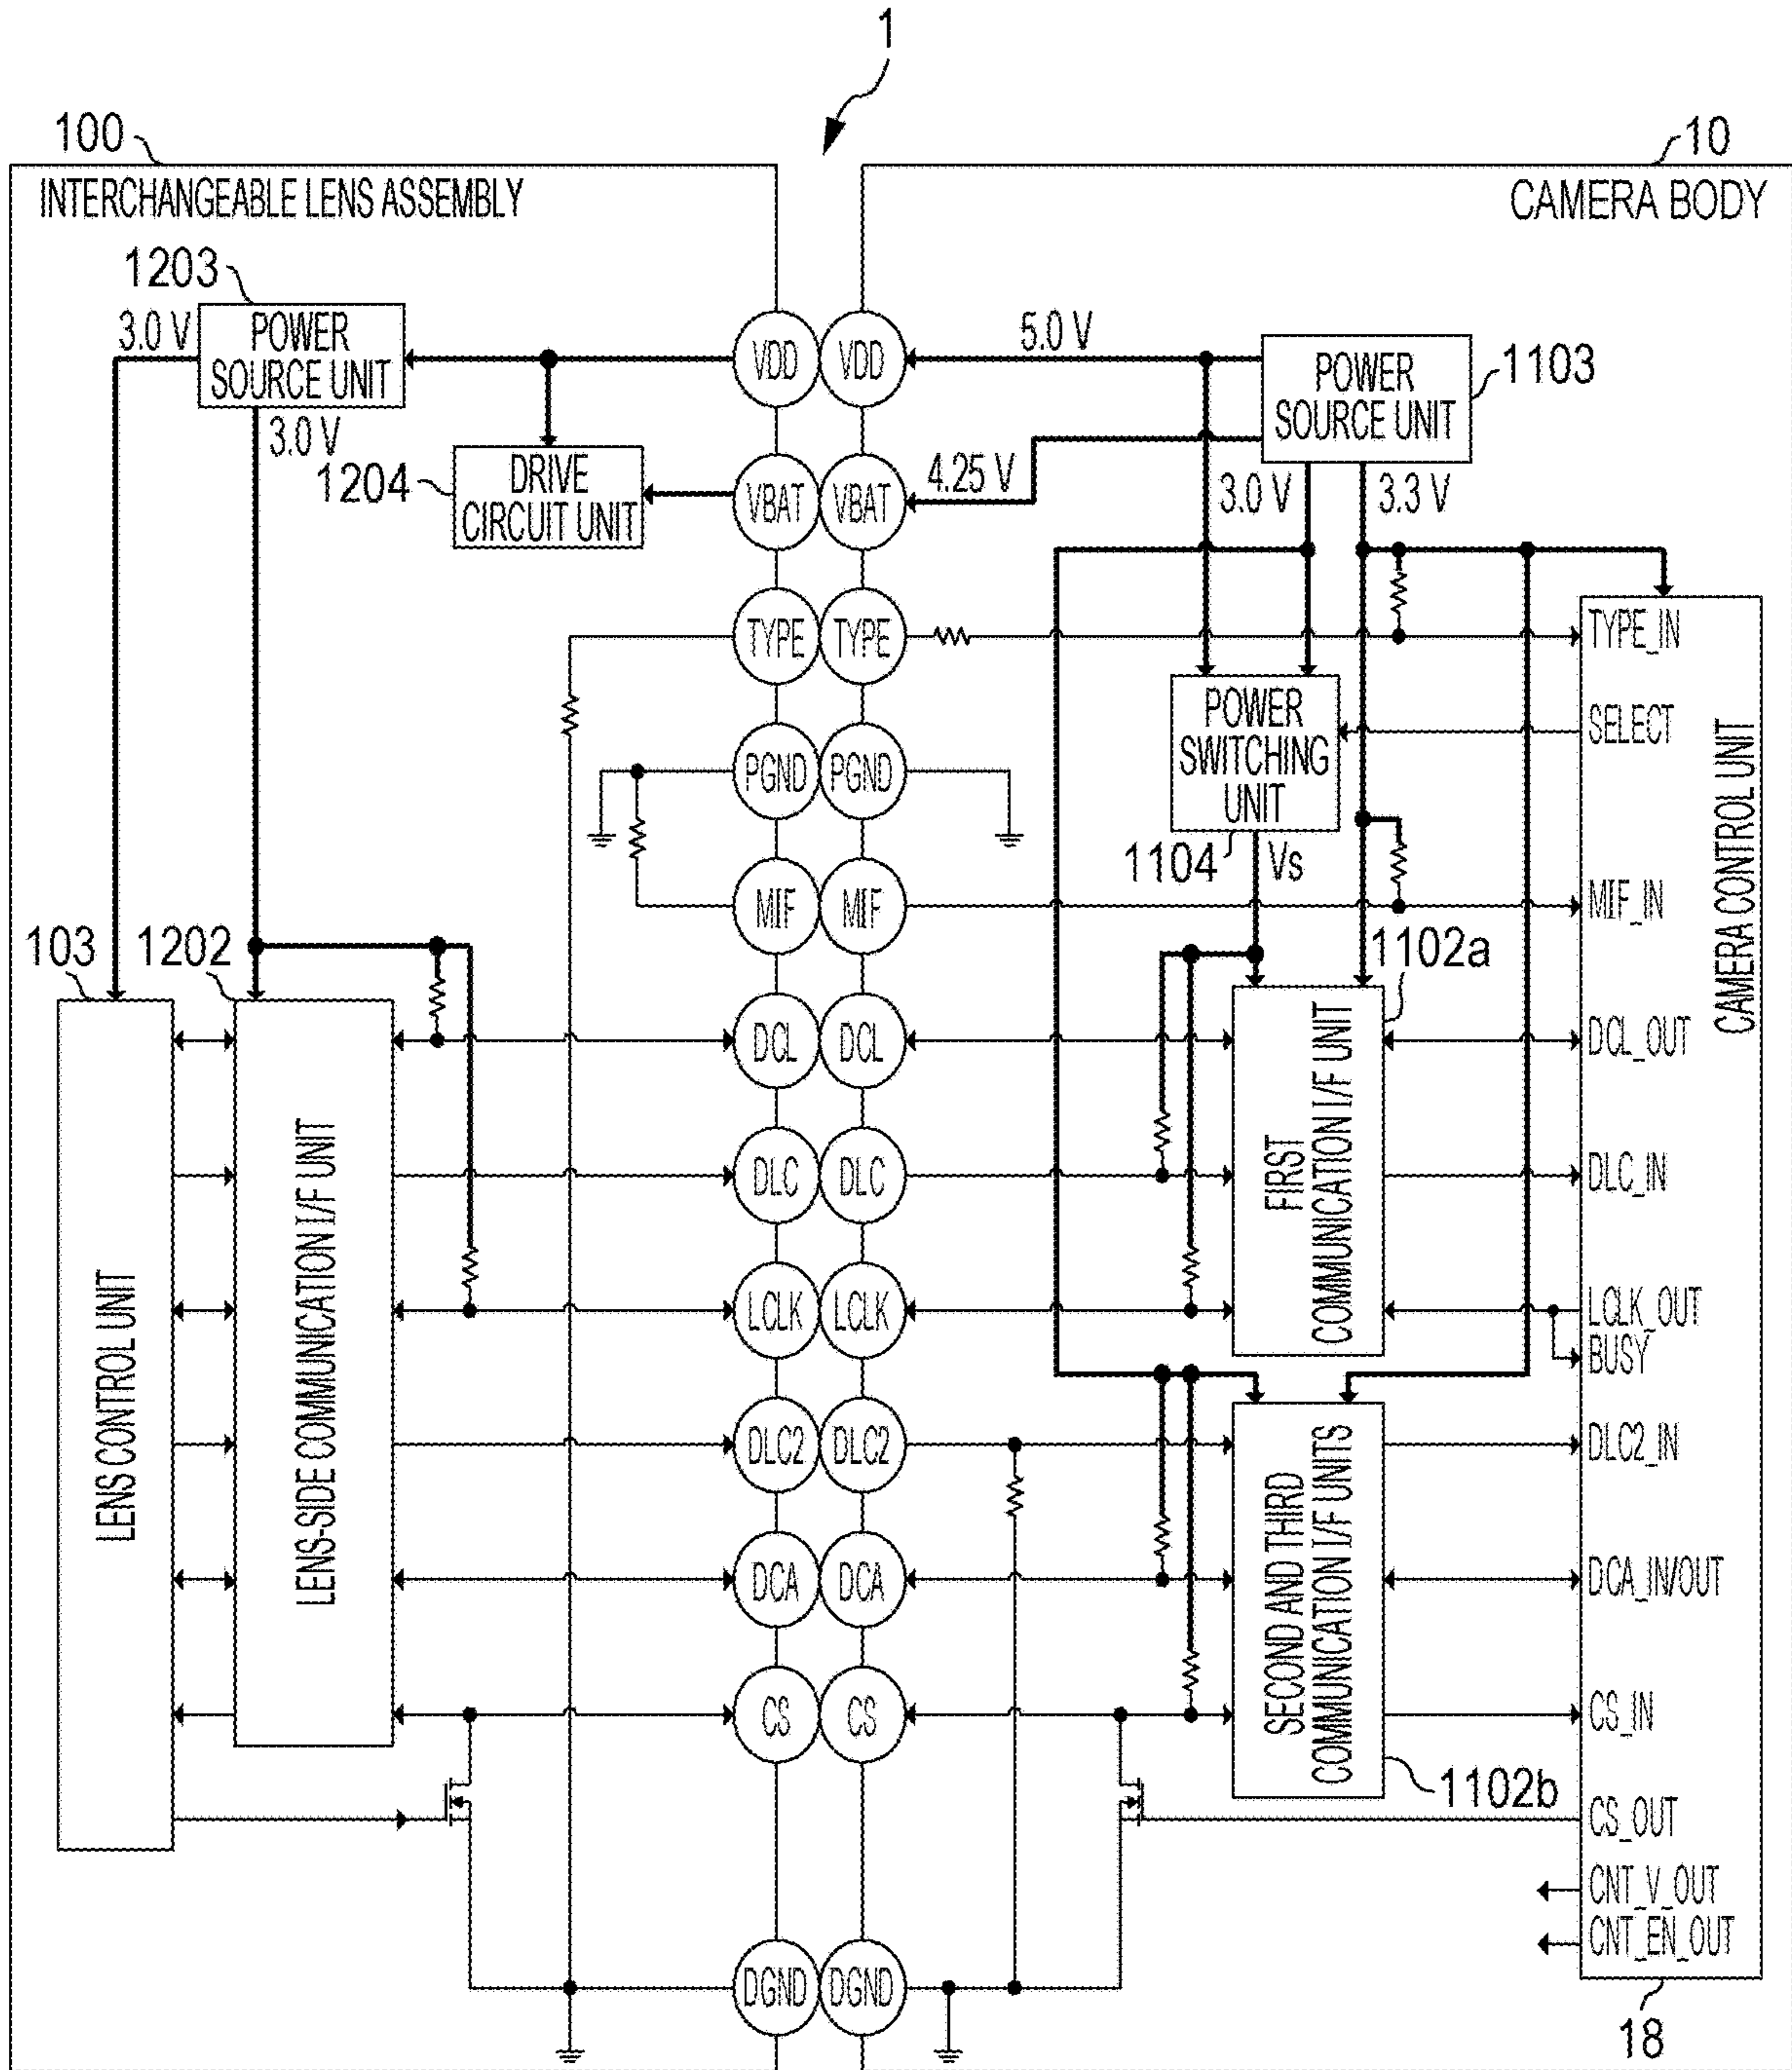 1
100
10
INTERCHANGEABLE LENS ASSEMBLY
CAMERA BODY
1203
3.0 V
POWER
SOURCE UNIT
3.0 V
1204
DRIVE
CIRCUIT UNIT
VDD
VDD
5.0 V
POWER
SOURCE UNIT
1103
VBAT
VBAT
4.25 V
3.0 V
3.3 V
TYPE
TYPE
TYPE_IN
POWER
SWITCHING
UNIT
SELECT
PGND
PGND
1104
Vs
MIF
MIF
MIF_IN
CAMERA CONTROL UNIT
103
1202
1102a
LENS CONTROL UNIT
LENS-SIDE COMMUNICATION I/F UNIT
DCL
DCL
FIRST
COMMUNICATION I/F UNIT
DCL_OUT
DLC
DLC
DLC_IN
LCLK
LCLK
LCLK_OUT
BUSY
DLC2
DLC2
SECOND AND THIRD
COMMUNICATION I/F UNITS
DLC2_IN
DCA
DCA
DCA_IN/OUT
CS
CS
CS_IN
1102b
CS_OUT
CNT_V_OUT
CNT_EN_OUT
DGND
DGND
18